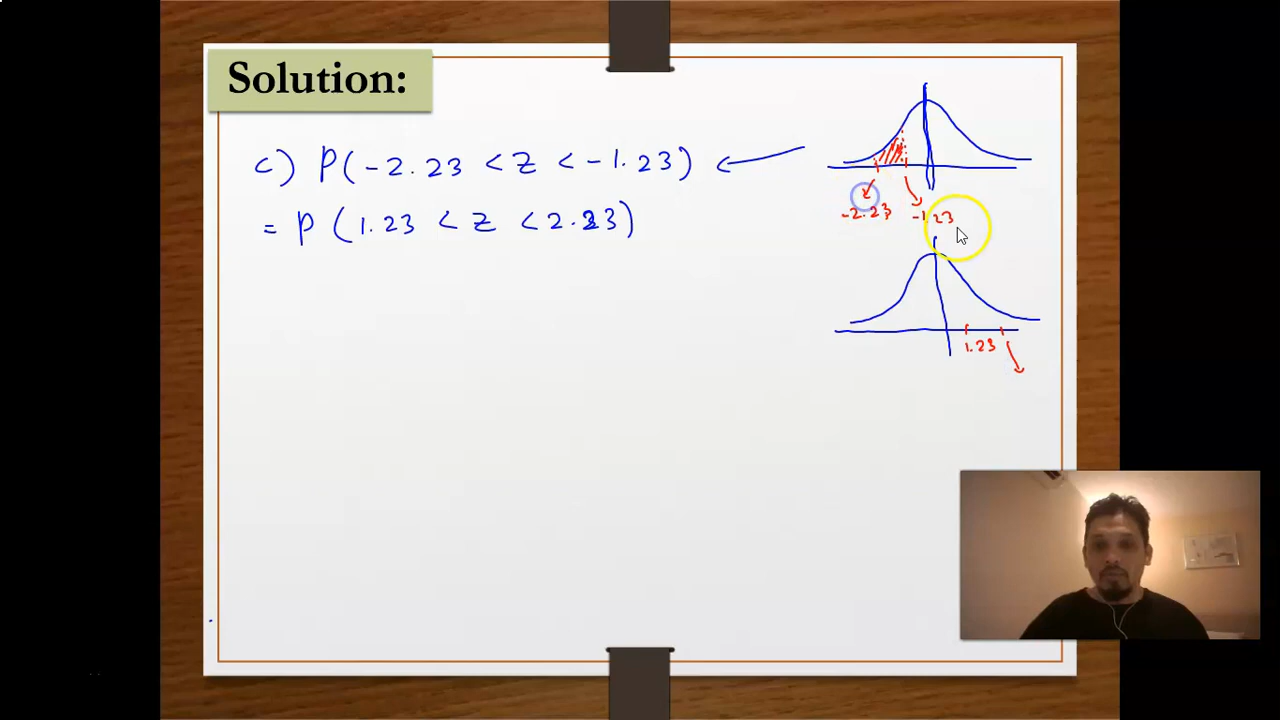 Solution:
c) P(-2.23 < Z < -1.23)
= P(1.23 < Z < 2.23)
-2.23
-1.23
1.23